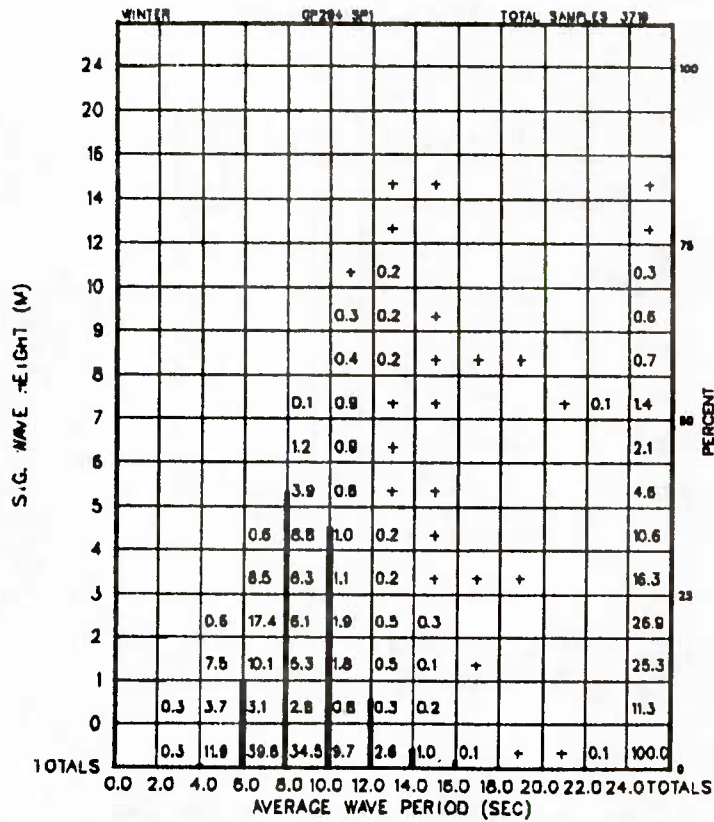 WINTER GP294 SP1 TOTAL SAMPLES 3719
24 100
20
16
14 + + +
12 + +
75
10 + 0.2 0.3
9 0.3 0.2 + 0.6
8 0.4 0.2 + + + 0.7
7 0.1 0.9 + + + 0.1 1.4
50
6 1.2 0.9 + 2.1
5 3.9 0.6 + + 4.6
4 0.6 8.8 1.0 0.2 + 10.6
3 8.5 6.3 1.1 0.2 + + + 16.3
25
2 0.6 17.4 6.1 1.9 0.5 0.3 26.9
1 7.5 10.1 5.3 1.8 0.5 0.1 + 25.3
0 0.3 3.7 3.1 2.8 0.8 0.3 0.2 11.3
TOTALS 0.3 11.9 39.6 34.5 9.7 2.6 1.0 0.1 + + 0.1 100.0 0
0.0 2.0 4.0 6.0 8.0 10.0 12.0 14.0 16.0 18.0 20.0 22.0 24.0 TOTALS
AVERAGE WAVE PERIOD (SEC)
SIG. WAVE HEIGHT (M)
PERCENT